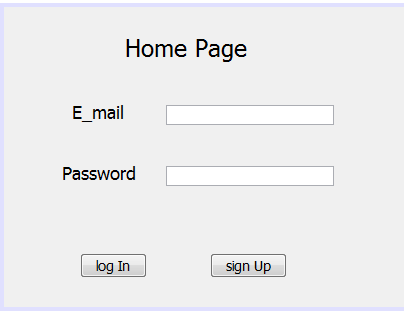 Home Page
E_mail
Password
log In sign Up